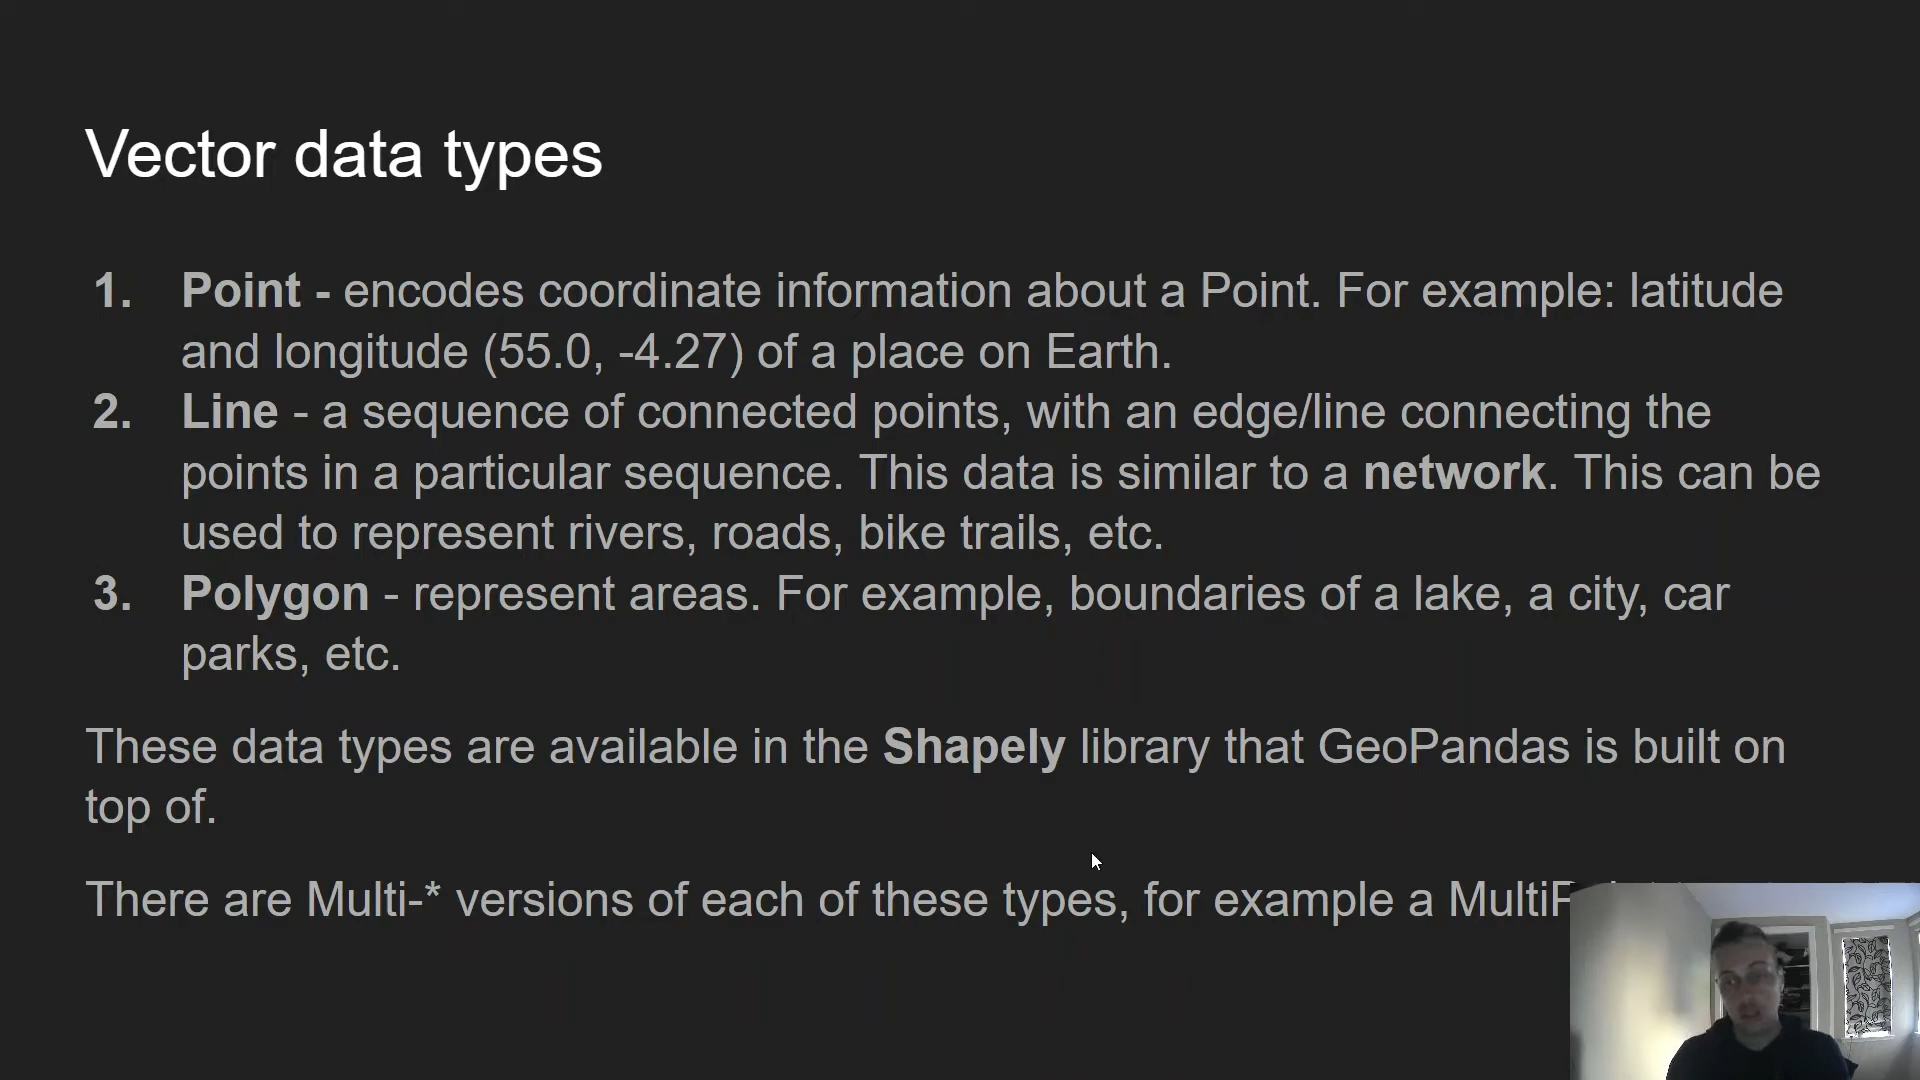 Vector data types
1. Point - encodes coordinate information about a Point. For example: latitude
and longitude (55.0, -4.27) of a place on Earth.
2. Line - a sequence of connected points, with an edge/line connecting the
points in a particular sequence. This data is similar to a network. This can be
used to represent rivers, roads, bike trails, etc.
3. Polygon - represent areas. For example, boundaries of a lake, a city, car
parks, etc.
These data types are available in the Shapely library that GeoPandas is built on
top of.
There are Multi-* versions of each of these types, for example a